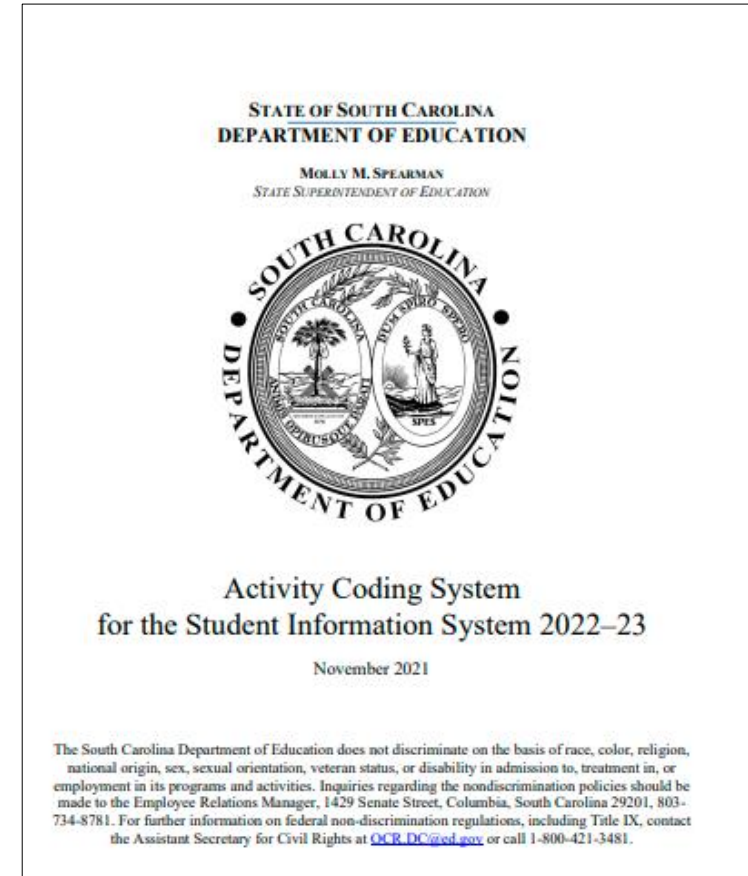 STATE OF SOUTH CAROLINA
DEPARTMENT OF EDUCATION
MOLLY M. SPEARMAN
STATE SUPERINTENDENT OF EDUCATION
SOUTH CAROLINA
DEPARTMENT OF EDUCATION
SOUTH CAROLINA
ANIMIS OPIBUSQUE PARATI
DUM SPIRO SPERO
SPES
Activity Coding System
for the Student Information System 2022–23
November 2021
The South Carolina Department of Education does not discriminate on the basis of race, color, religion,
national origin, sex, sexual orientation, veteran status, or disability in admission to, treatment in, or
employment in its programs and activities. Inquiries regarding the nondiscrimination policies should be
made to the Employee Relations Manager, 1429 Senate Street, Columbia, South Carolina 29201, 803-
734-8781. For further information on federal non-discrimination regulations, including Title IX, contact
the Assistant Secretary for Civil Rights at OCR.DC@ed.gov or call 1-800-421-3481.